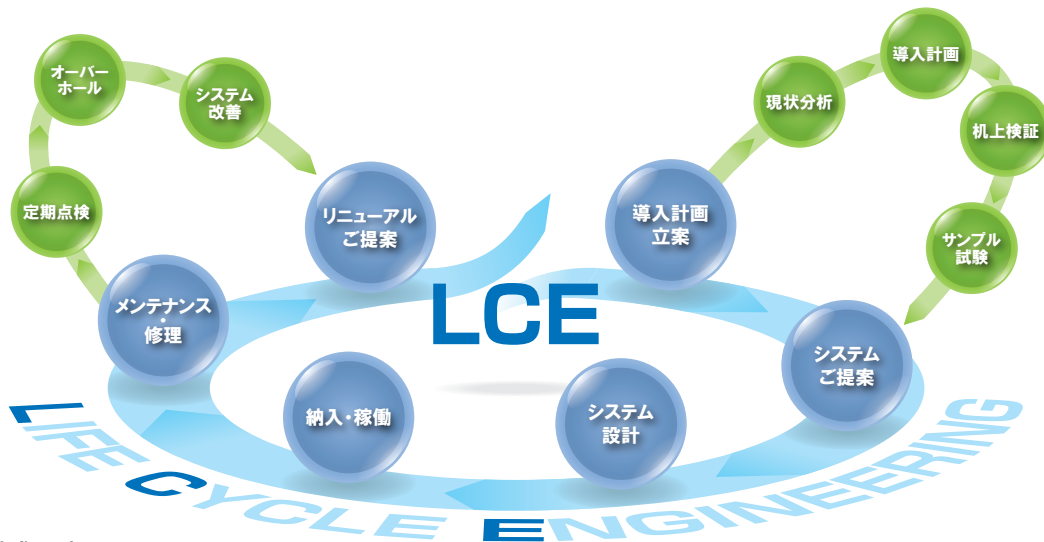 オーバー
ホール
システム
改善
定期点検
リニューアル
ご提案
メンテナンス
・
修理
導入計画
現状分析
机上検証
導入計画
立案
サンプル
試験
LCE
システム
ご提案
納入・稼働
システム
設計
LIFE CYCLE ENGINEERING